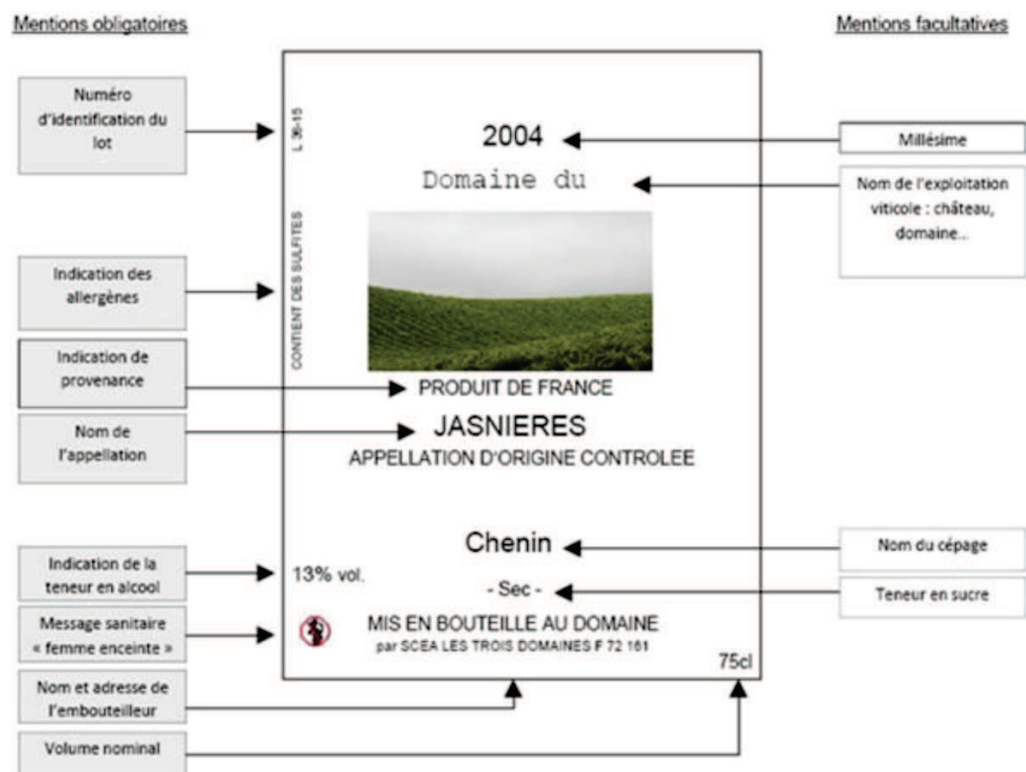 Mentions obligatoires
Mentions facultatives
Numéro
d'identification du
lot
Indication des
allergènes
Indication de
provenance
Nom de
l'appellation
Indication de la
teneur en alcool
Message sanitaire
« femme enceinte »
Nom et adresse de
l'embouteilleur
Volume nominal
L 36-15
CONTIENT DES SULFITES
2004
Domaine du
PRODUIT DE FRANCE
JASNIERES
APPELLATION D'ORIGINE CONTROLEE
Chenin
13% vol.
- Sec -
MIS EN BOUTEILLE AU DOMAINE
par SCEA LES TROIS DOMAINES F 72 161
75cl
Millésime
Nom de l'exploitation
viticole : château,
domaine...
Nom du cépage
Teneur en sucre